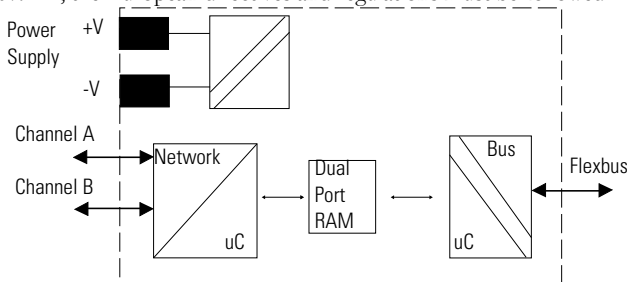 Power
Supply
+V
-V
Channel A
Channel B
Network
uC
Dual
Port
RAM
Bus
uC
Flexbus